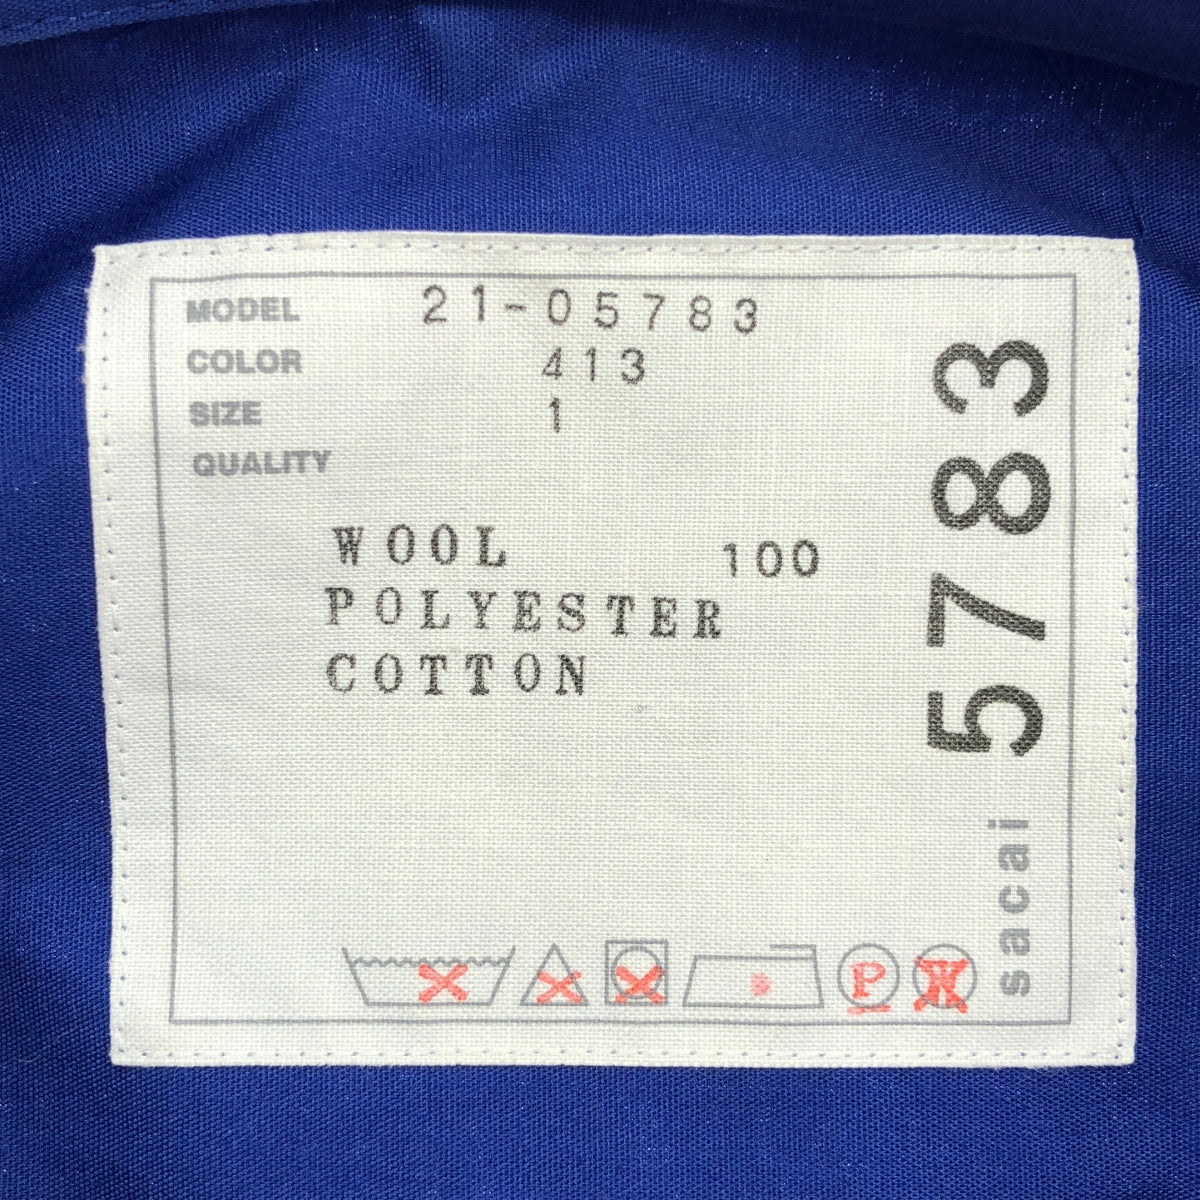 MODEL 21-05783
COLOR 413
SIZE 1
QUALITY
WOOL 100
POLYESTER
COTTON
sacai 5783
P W